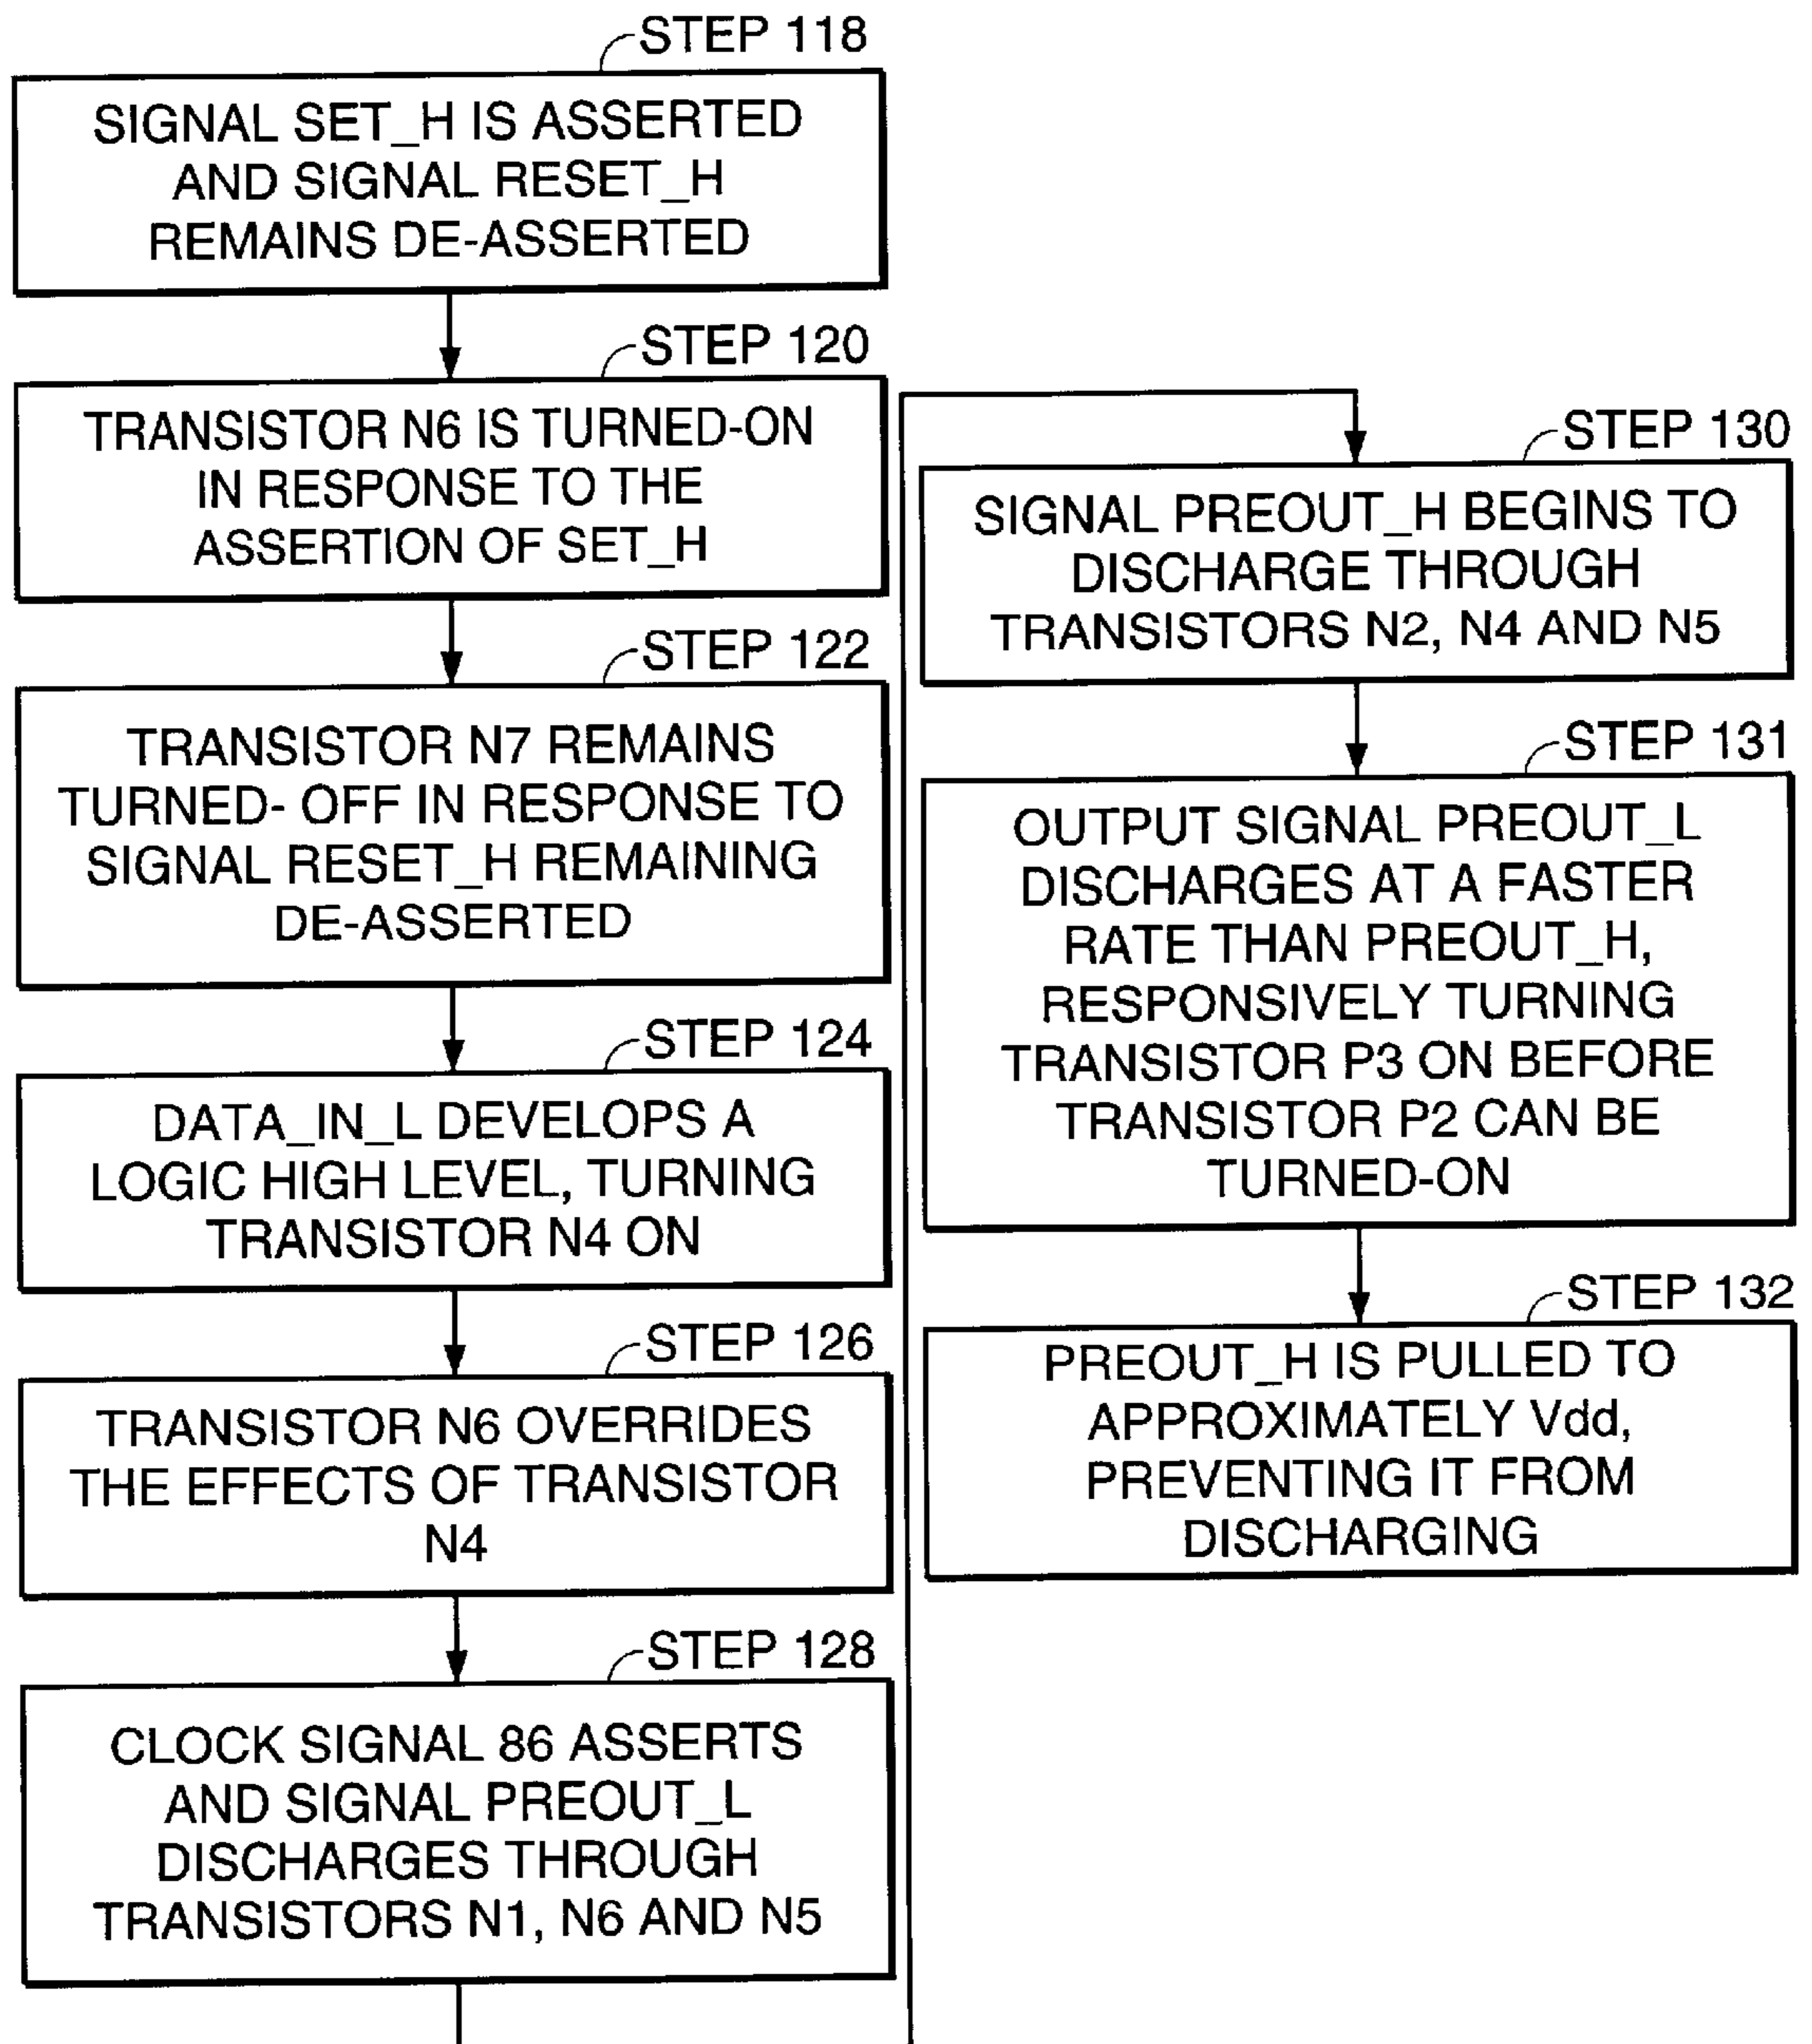 STEP 118
SIGNAL SET_H IS ASSERTED
AND SIGNAL RESET_H
REMAINS DE-ASSERTED
STEP 120
TRANSISTOR N6 IS TURNED-ON
IN RESPONSE TO THE
ASSERTION OF SET_H
STEP 122
TRANSISTOR N7 REMAINS
TURNED- OFF IN RESPONSE TO
SIGNAL RESET_H REMAINING
DE-ASSERTED
STEP 124
DATA_IN_L DEVELOPS A
LOGIC HIGH LEVEL, TURNING
TRANSISTOR N4 ON
STEP 126
TRANSISTOR N6 OVERRIDES
THE EFFECTS OF TRANSISTOR
N4
STEP 128
CLOCK SIGNAL 86 ASSERTS
AND SIGNAL PREOUT_L
DISCHARGES THROUGH
TRANSISTORS N1, N6 AND N5
STEP 130
SIGNAL PREOUT_H BEGINS TO
DISCHARGE THROUGH
TRANSISTORS N2, N4 AND N5
STEP 131
OUTPUT SIGNAL PREOUT_L
DISCHARGES AT A FASTER
RATE THAN PREOUT_H,
RESPONSIVELY TURNING
TRANSISTOR P3 ON BEFORE
TRANSISTOR P2 CAN BE
TURNED-ON
STEP 132
PREOUT_H IS PULLED TO
APPROXIMATELY Vdd,
PREVENTING IT FROM
DISCHARGING